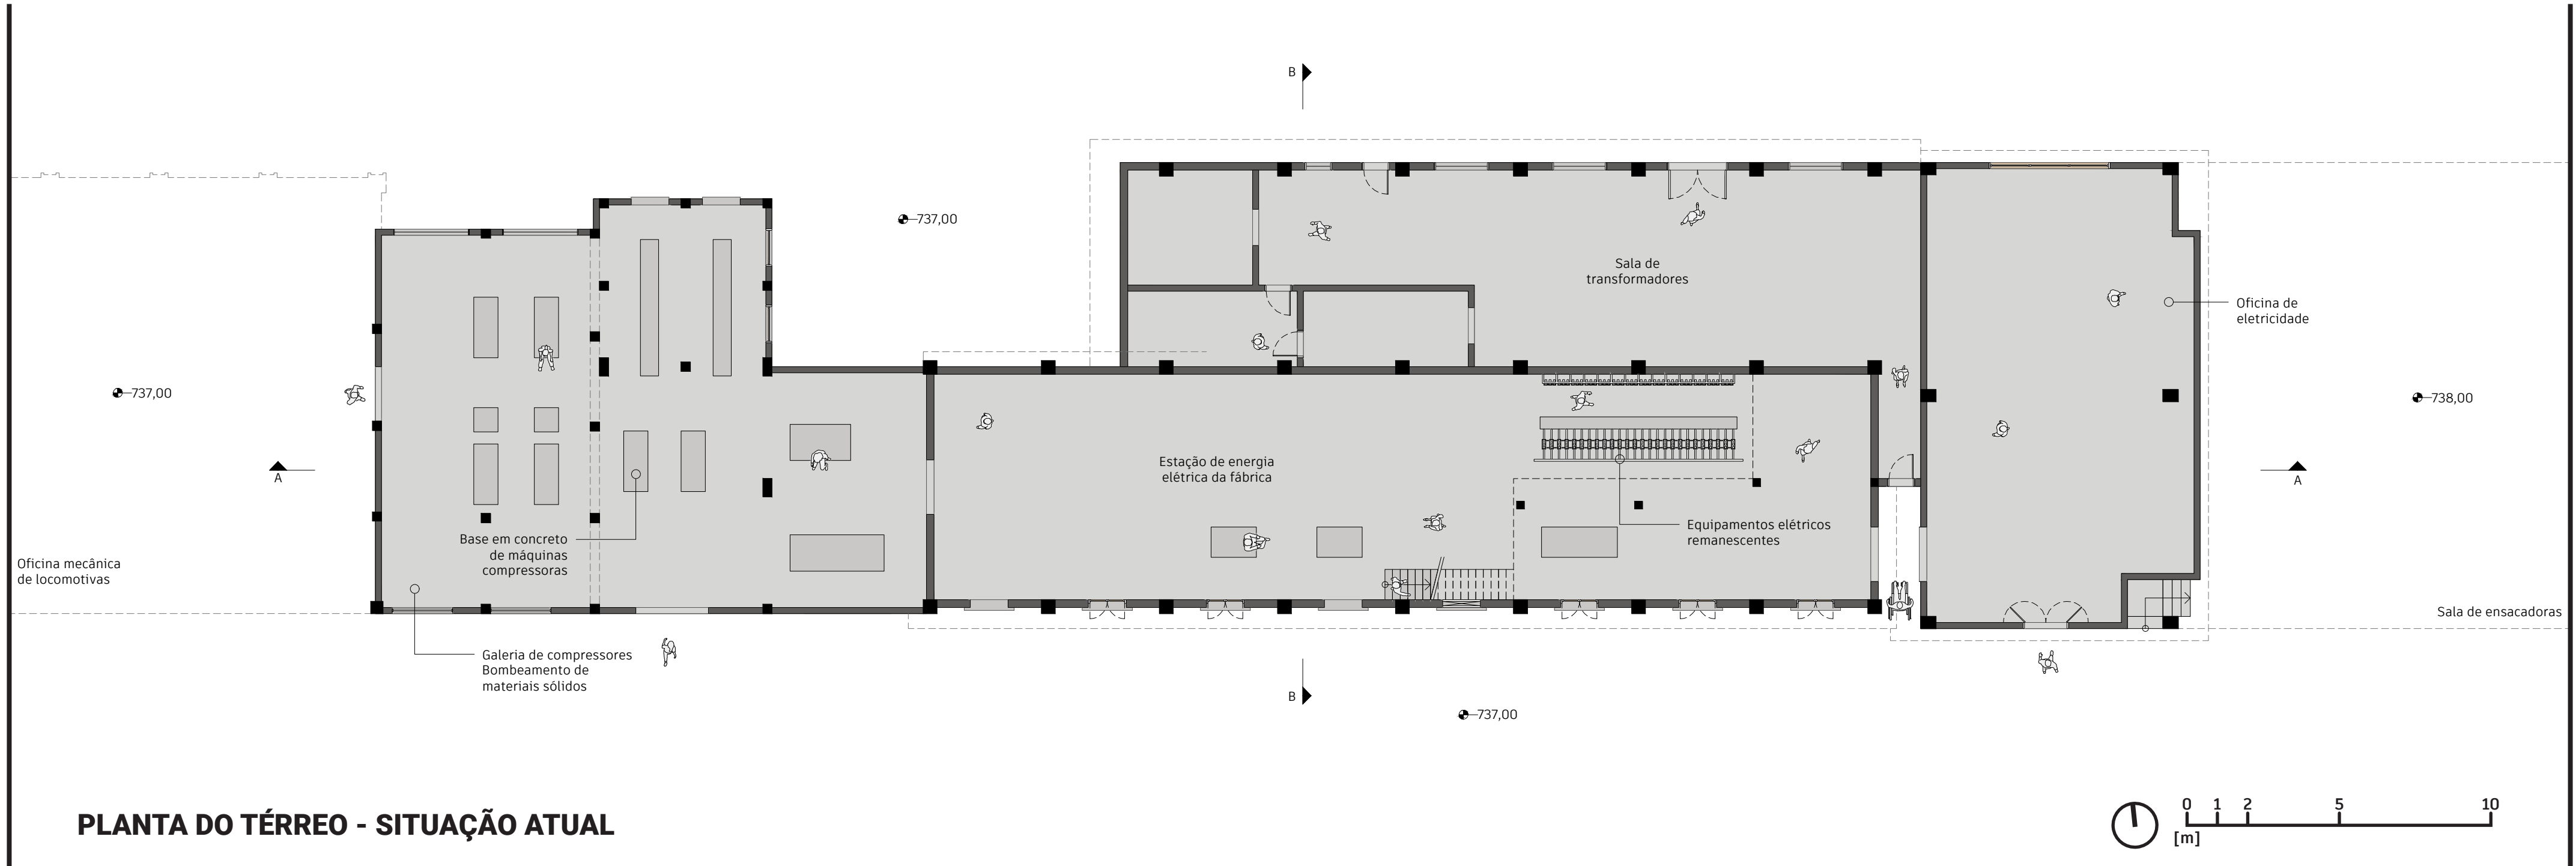 B
737,00
Sala de
transformadores
Oficina de
eletricidade
737,00
738,00
A
A
Estação de energia
elétrica da fábrica
Equipamentos elétricos
remanescentes
Base em concreto
de máquinas
compressoras
Oficina mecânica
de locomotivas
Sala de ensacadoras
Galeria de compressores
Bombeamento de
materiais sólidos
B
737,00
PLANTA DO TÉRREO - SITUAÇÃO ATUAL
0 1 2 5 10
[m]